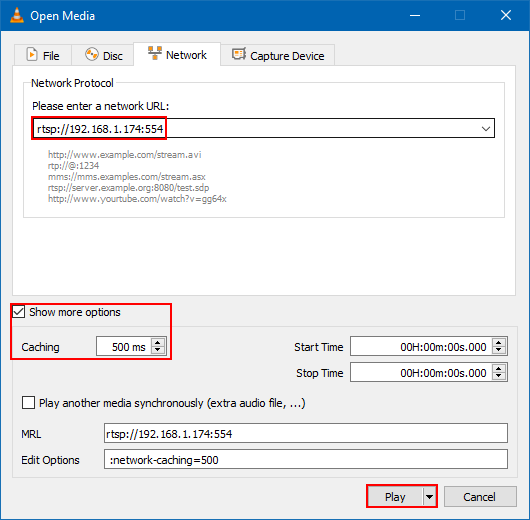 Open Media
File
Disc
Network
Capture Device
Network Protocol
Please enter a network URL:
rtsp://192.168.1.174:554
http://www.example.com/stream.avi
rtp://@:1234
mms://mms.examples.com/stream.asx
rtsp://server.example.org:8080/test.sdp
http://www.yourtube.com/watch?v=gg64x
Show more options
Caching 500 ms Start Time 00H:00m:00s.000
Stop Time 00H:00m:00s.000
Play another media synchronously (extra audio file, ...)
MRL rtsp://192.168.1.174:554
Edit Options :network-caching=500
Play Cancel